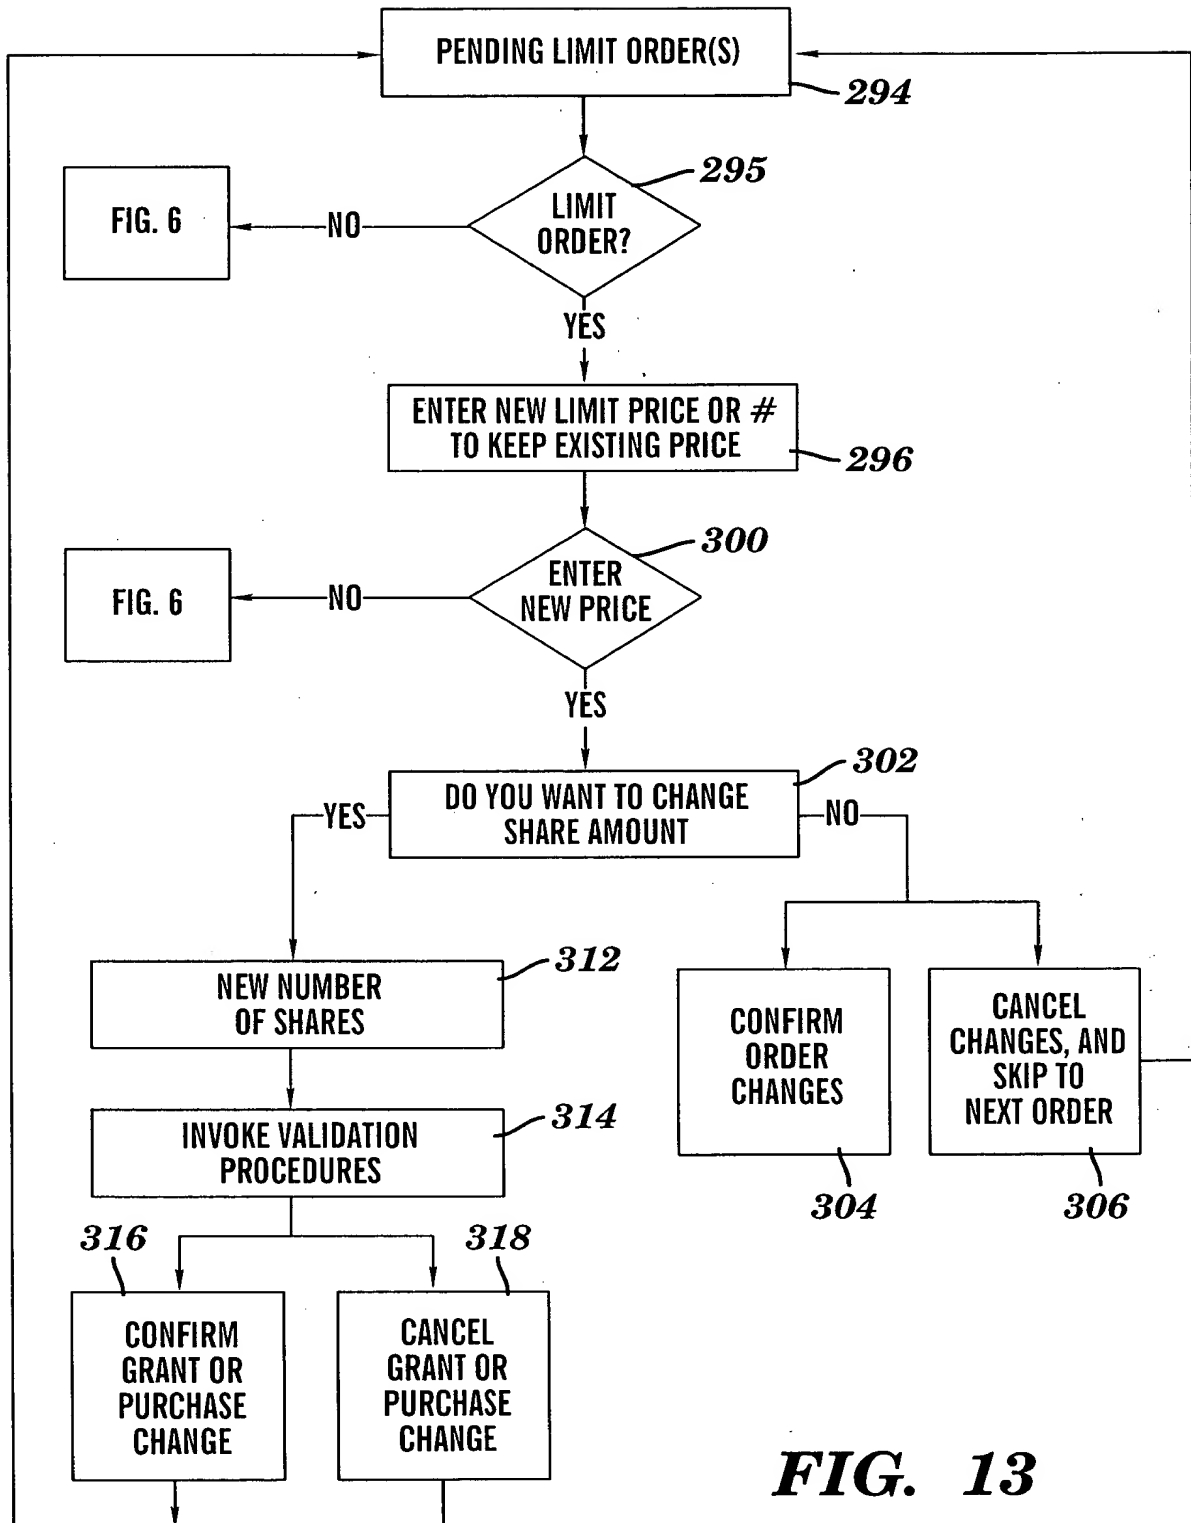 PENDING LIMIT ORDER(S)
294
295
LIMIT
ORDER?
FIG. 6
NO
YES
ENTER NEW LIMIT PRICE OR #
TO KEEP EXISTING PRICE
296
300
ENTER
NEW PRICE
FIG. 6
NO
YES
302
DO YOU WANT TO CHANGE
SHARE AMOUNT
YES
NO
312
NEW NUMBER
OF SHARES
CONFIRM
ORDER
CHANGES
304
CANCEL
CHANGES, AND
SKIP TO
NEXT ORDER
306
314
INVOKE VALIDATION
PROCEDURES
316
318
CONFIRM
GRANT OR
PURCHASE
CHANGE
CANCEL
GRANT OR
PURCHASE
CHANGE
FIG. 13